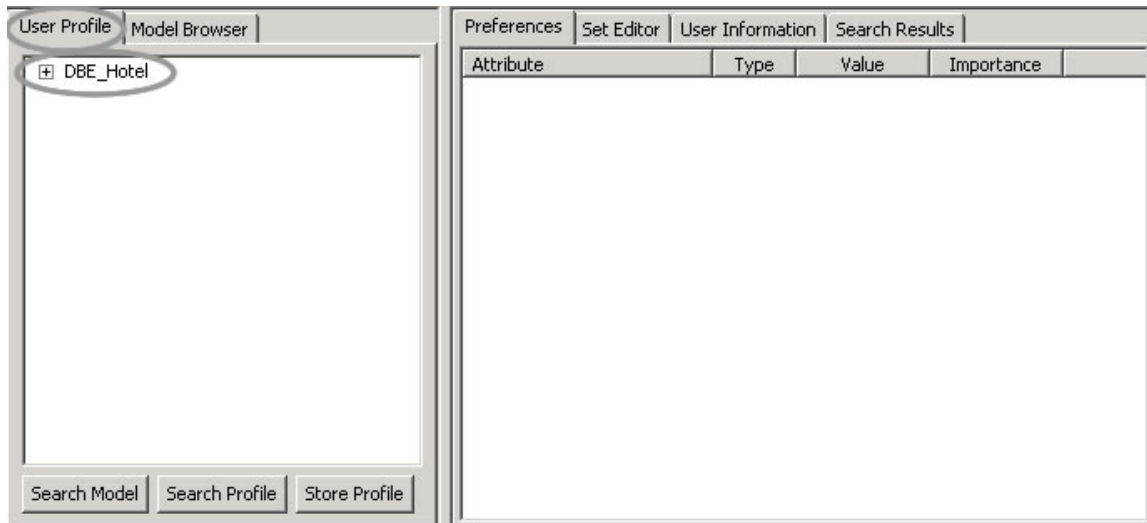 User Profile Model Browser
DBE_Hotel
Search Model Search Profile Store Profile
Preferences Set Editor User Information Search Results
Attribute Type Value Importance